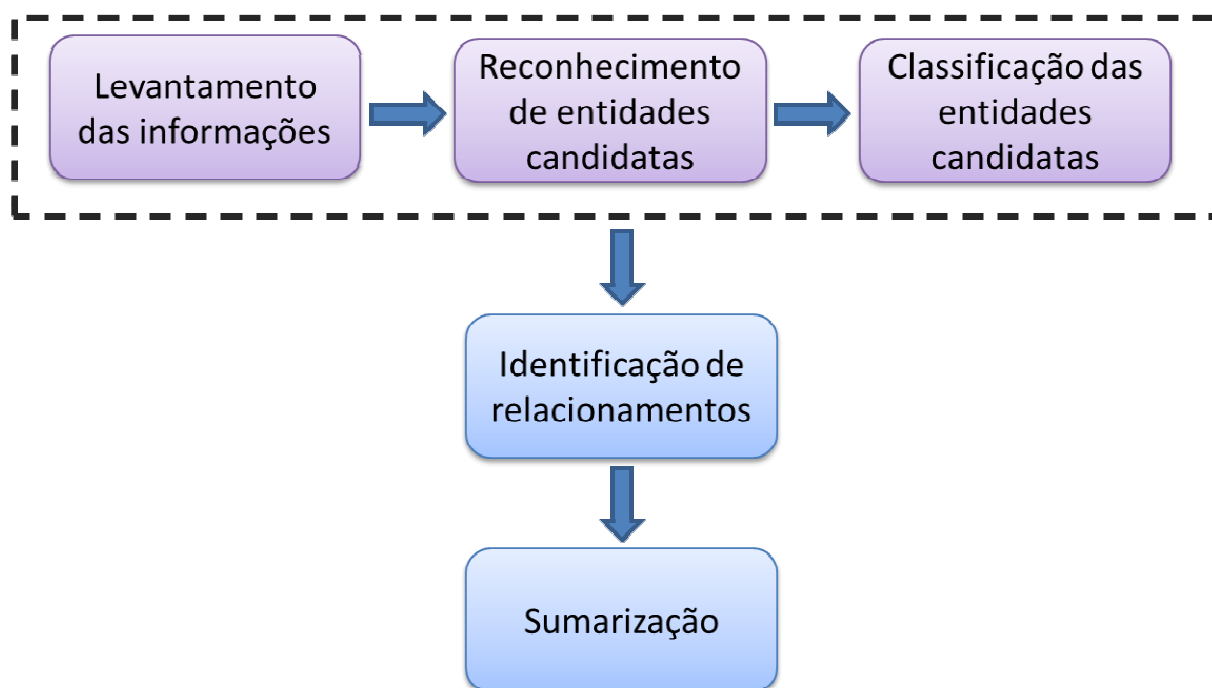 Levantamento
das informações
Reconhecimento
de entidades
candidatas
Classificação das
entidades
candidatas
Identificação de
relacionamentos
Sumarização